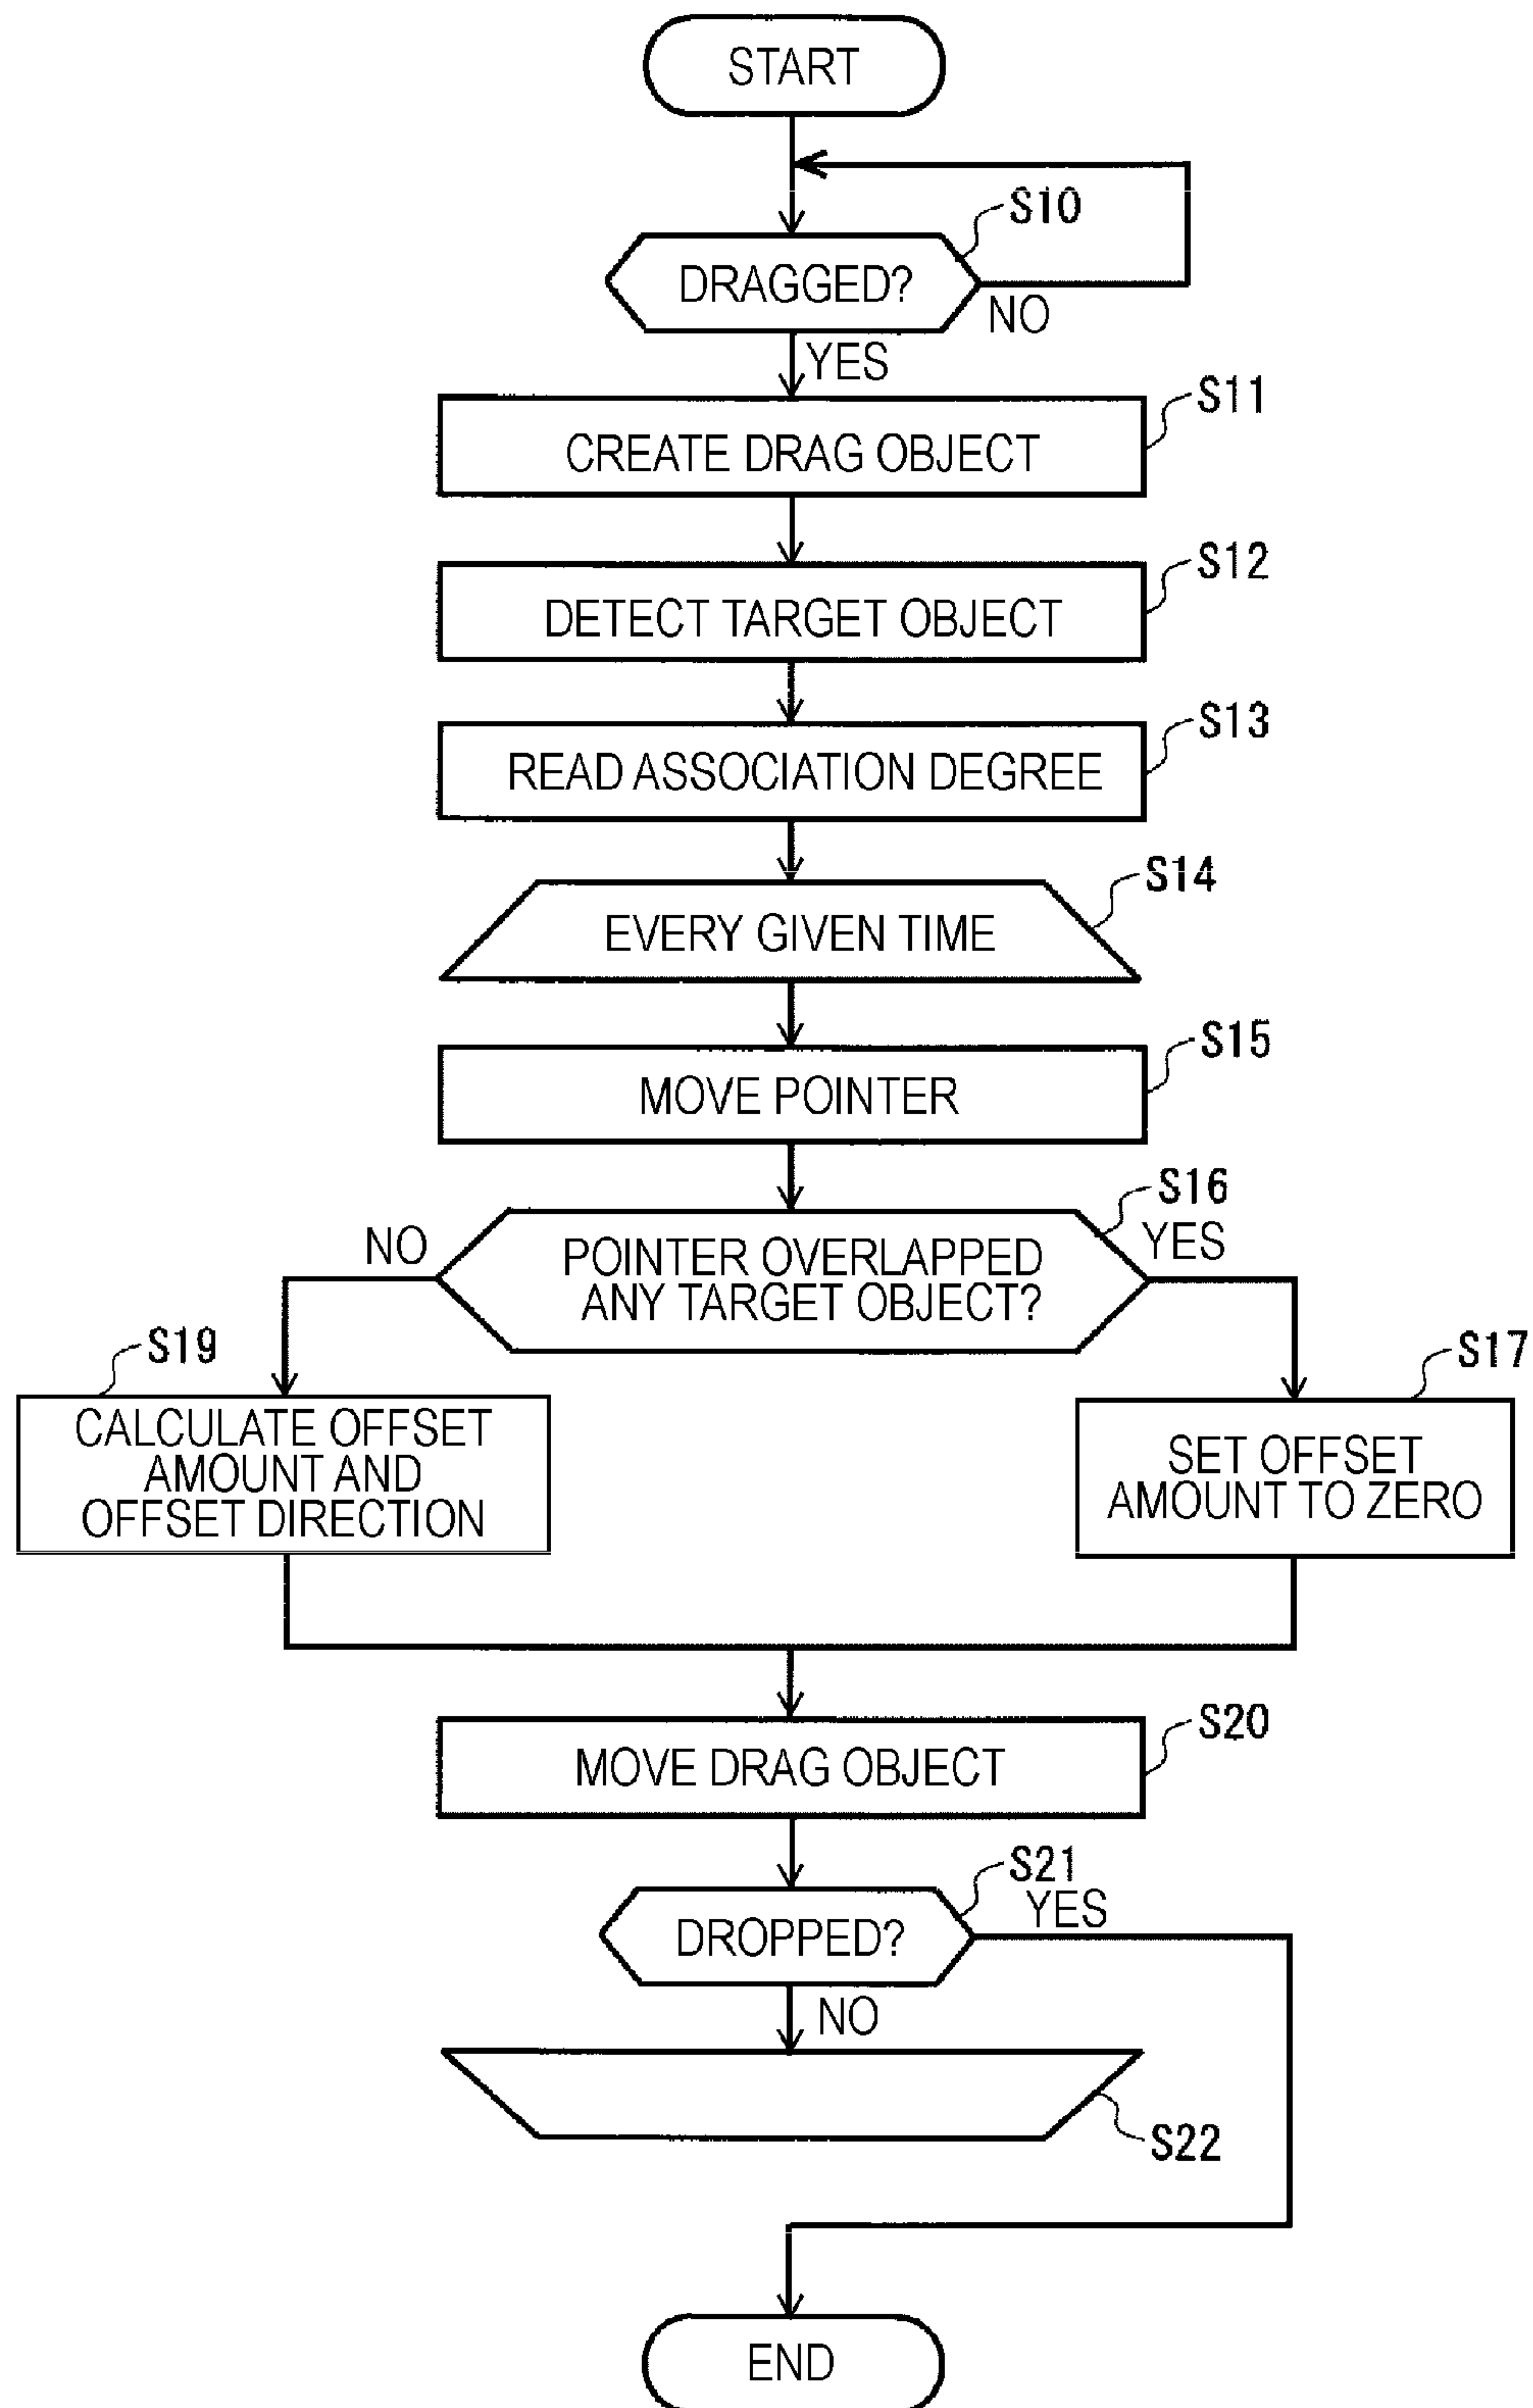 START
S10
DRAGGED?
NO
YES
S11
CREATE DRAG OBJECT
S12
DETECT TARGET OBJECT
S13
READ ASSOCIATION DEGREE
S14
EVERY GIVEN TIME
S15
MOVE POINTER
S16
NO
YES
POINTER OVERLAPPED
ANY TARGET OBJECT?
S19
S17
CALCULATE OFFSET
AMOUNT AND
OFFSET DIRECTION
SET OFFSET
AMOUNT TO ZERO
S20
MOVE DRAG OBJECT
S21
YES
DROPPED?
NO
S22
END